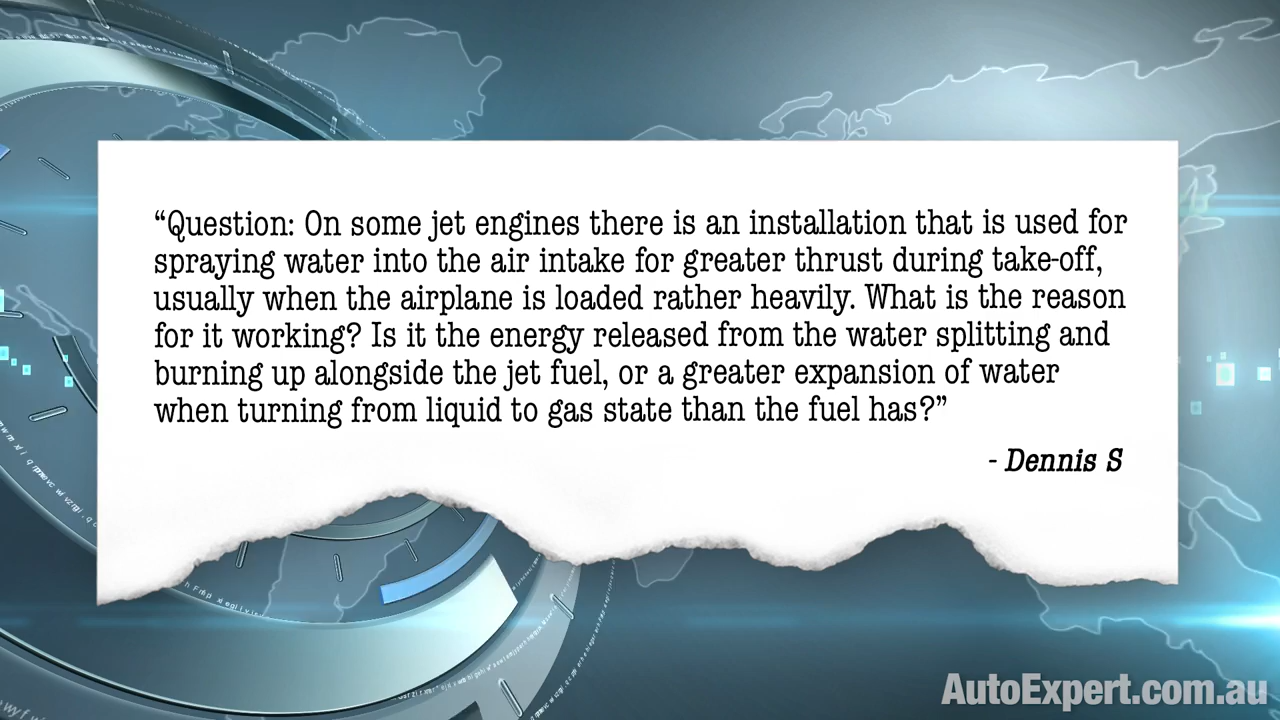 “Question: On some jet engines there is an installation that is used for
spraying water into the air intake for greater thrust during take-off,
usually when the airplane is loaded rather heavily. What is the reason
for it working? Is it the energy released from the water splitting and
burning up alongside the jet fuel, or a greater expansion of water
when turning from liquid to gas state than the fuel has?”
- Dennis S
AutoExpert.com.au